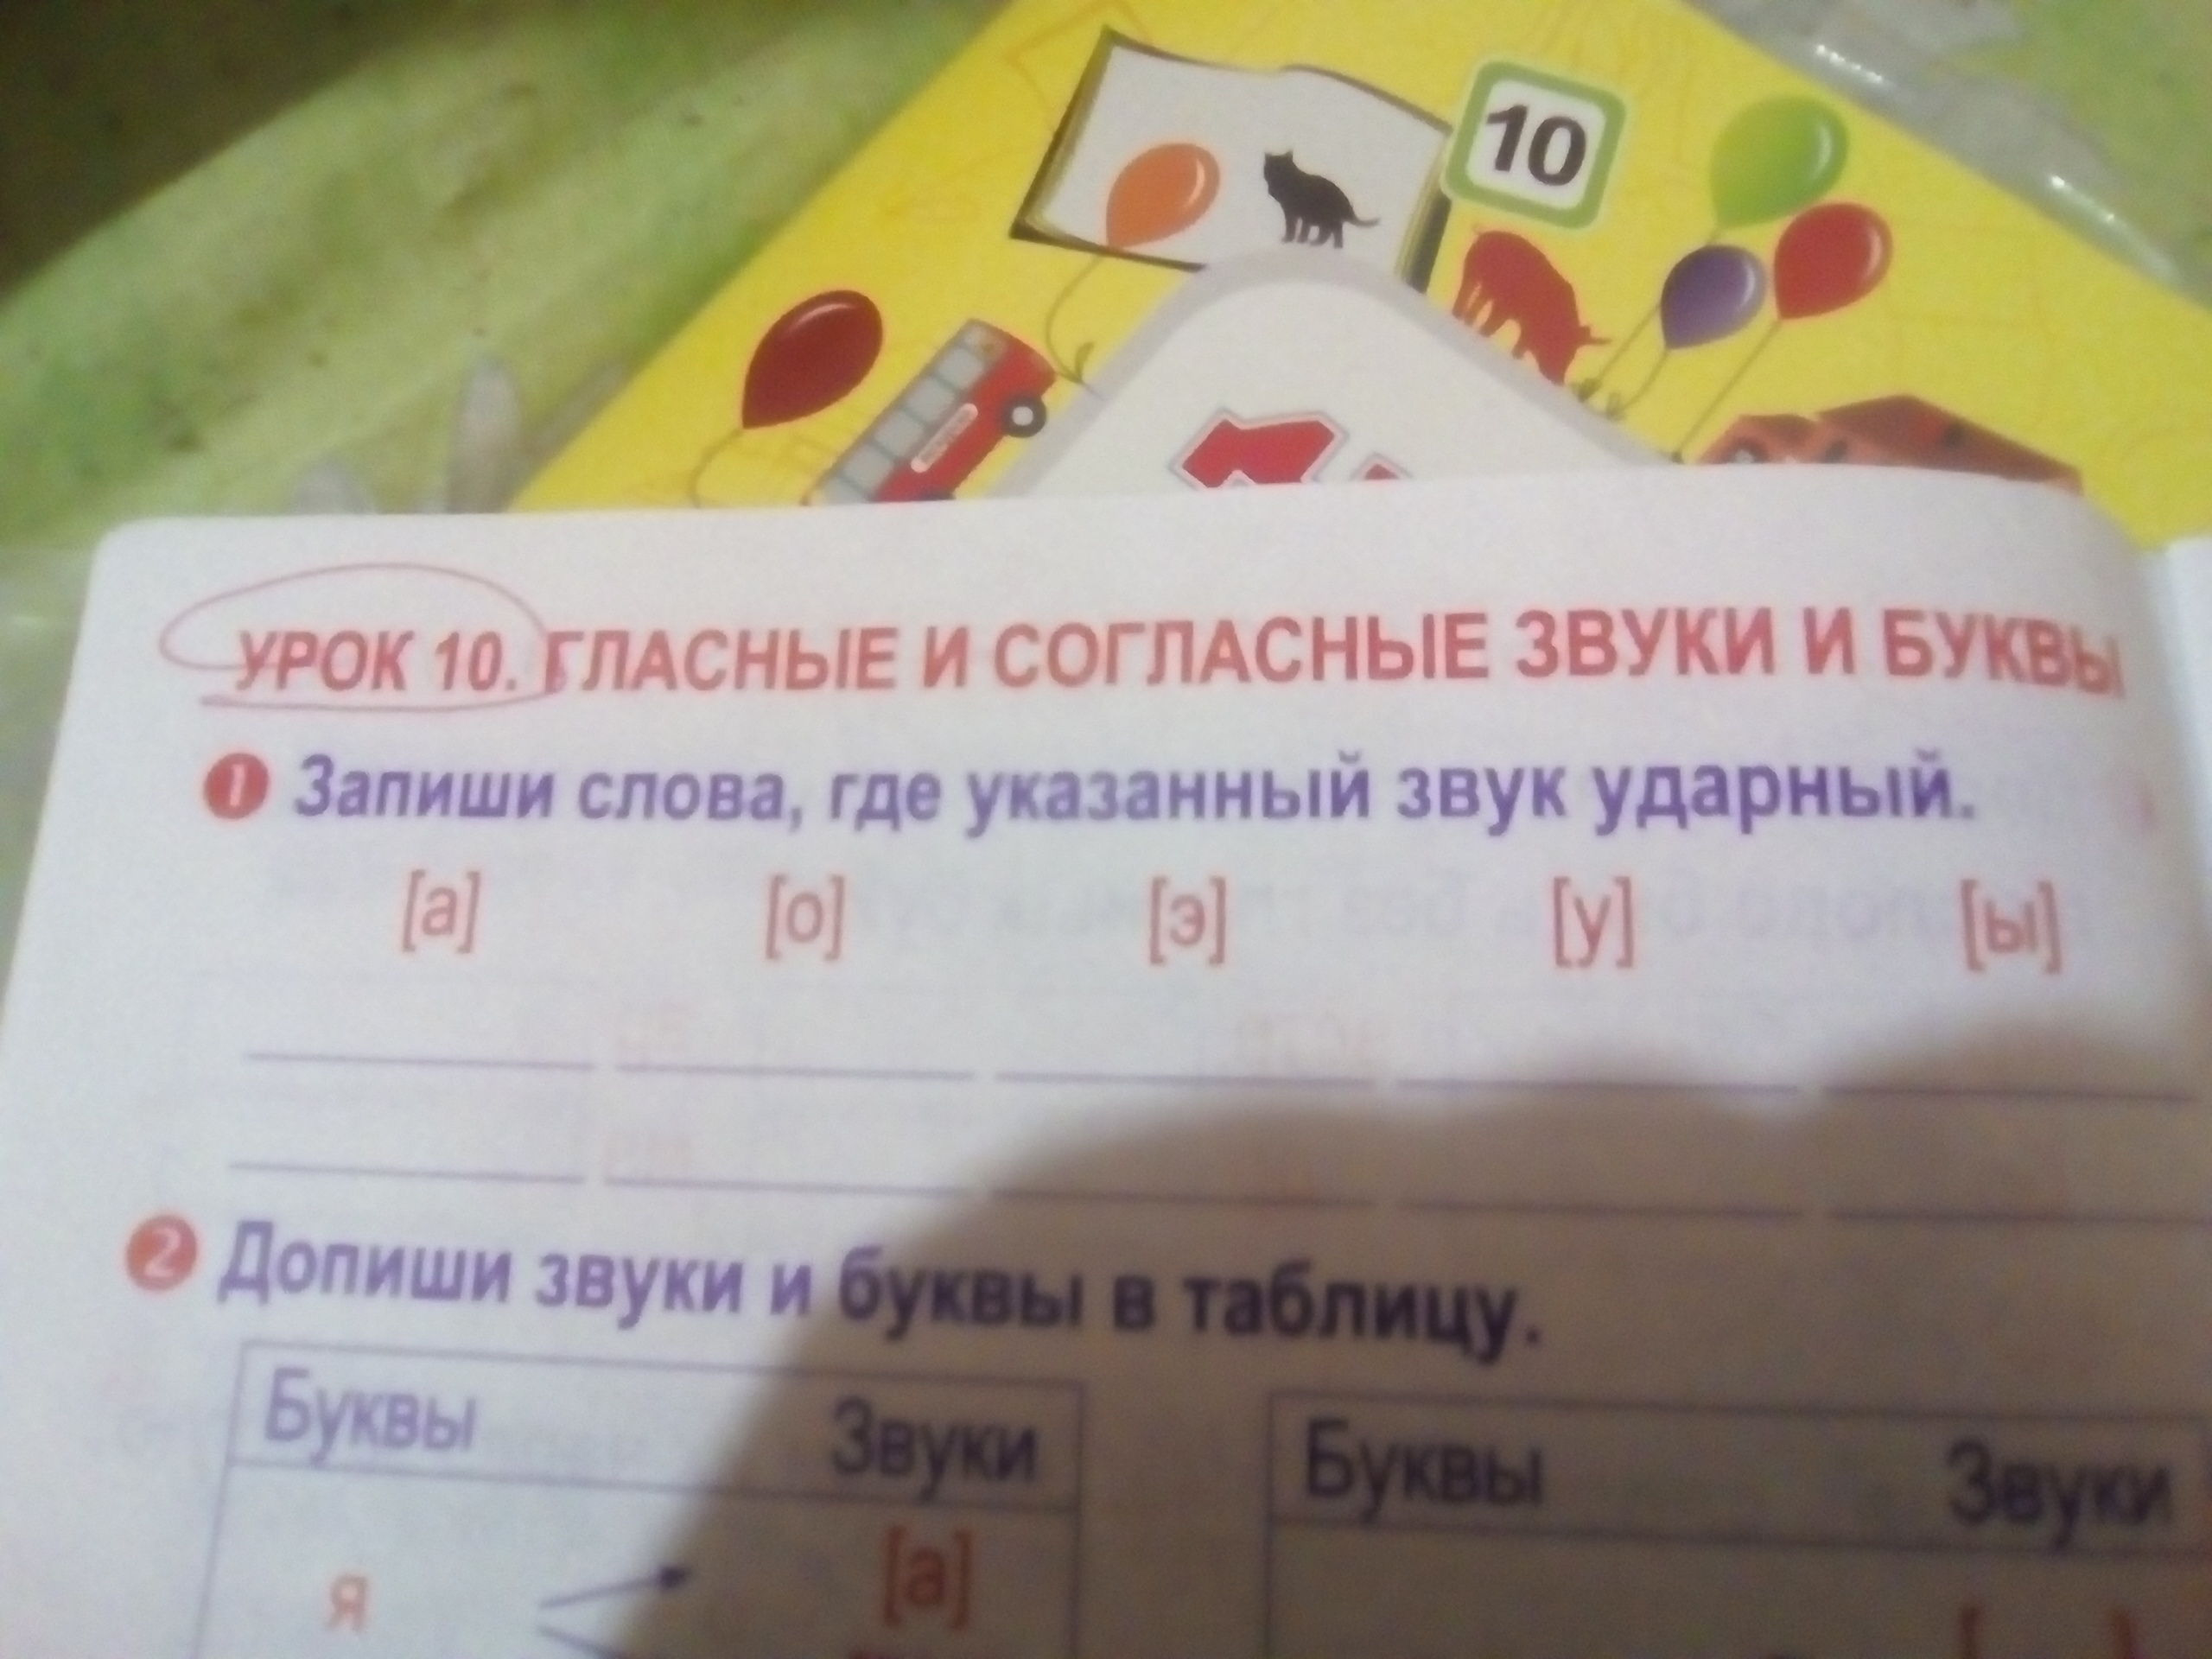 10
УРОК 10. ГЛАСНЫЕ И СОГЛАСНЫЕ ЗВУКИ И БУКВЫ
1 Запиши слова, где указанный звук ударный.
[а] [о] [э] [у] [ы]
2 Допиши звуки и буквы в таблицу.
Буквы Звуки Буквы Звуки
я [а]